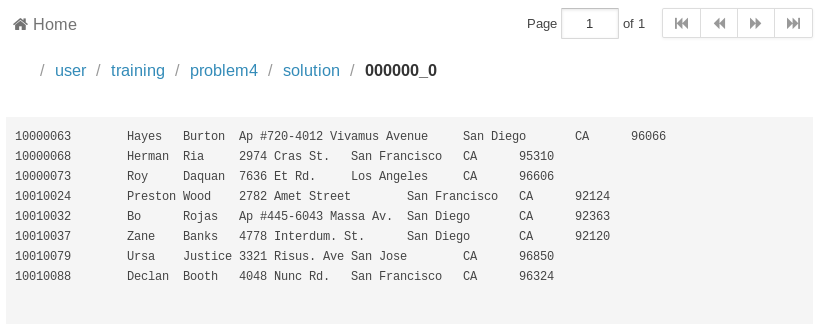 Home
Page 1 of 1
/ user / training / problem4 / solution / 000000_0
10000063 Hayes Burton Ap #720-4012 Vivamus Avenue San Diego CA 96066
10000068 Herman Ria 2974 Cras St. San Francisco CA 95310
10000073 Roy Daquan 7636 Et Rd. Los Angeles CA 96606
10010024 Preston Wood 2782 Amet Street San Francisco CA 92124
10010032 Bo Rojas Ap #445-6043 Massa Av. San Diego CA 92363
10010037 Zane Banks 4778 Interdum. St. San Diego CA 92120
10010079 Ursa Justice 3321 Risus. Ave San Jose CA 96850
10010088 Declan Booth 4048 Nunc Rd. San Francisco CA 96324